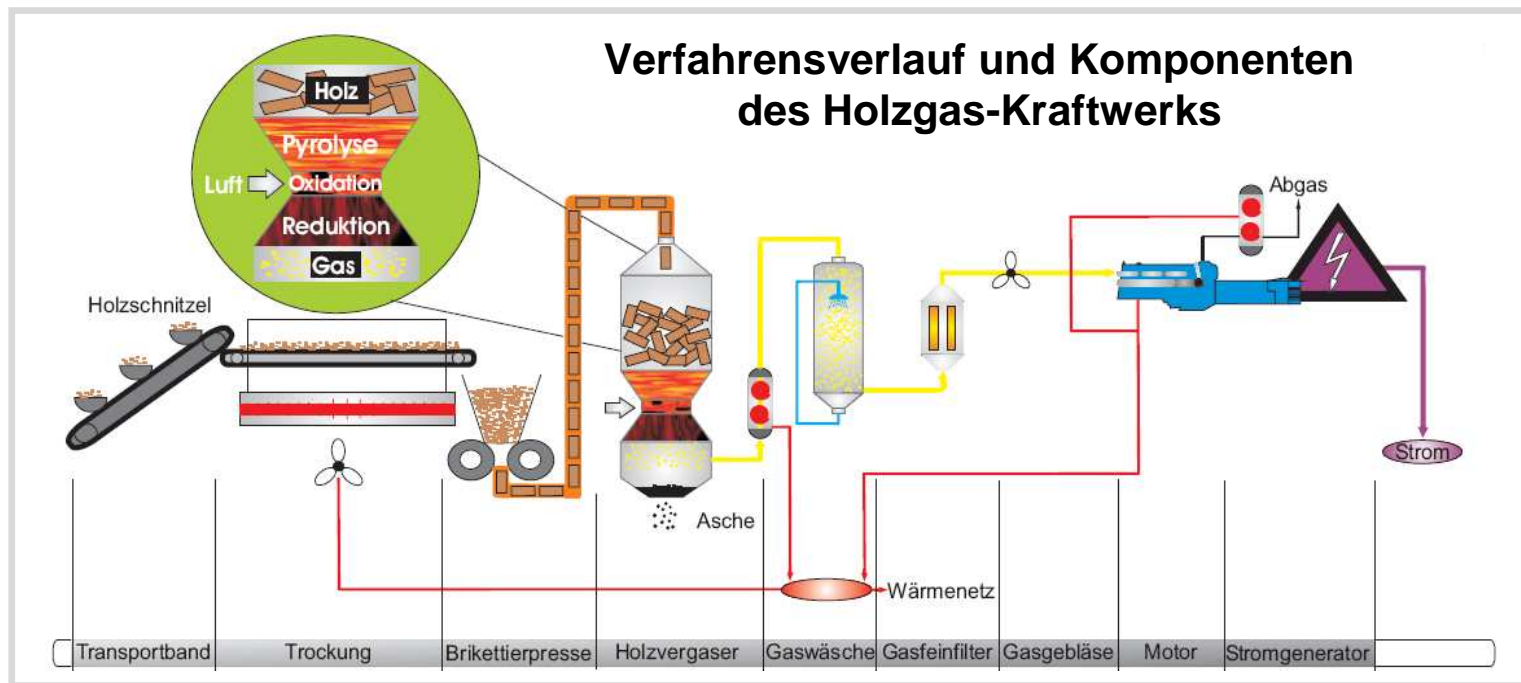 Verfahrensverlauf und Komponenten
des Holzgas-Kraftwerks
Holz
Pyrolyse
Luft
Oxidation
Reduktion
Gas
Holzschnitzel
Abgas
Strom
Asche
Wärmenetz
Transportband
Trockung
Brikettierpresse
Holzvergaser
Gaswäsche
Gasfeinfilter
Gasgebläse
Motor
Stromgenerator